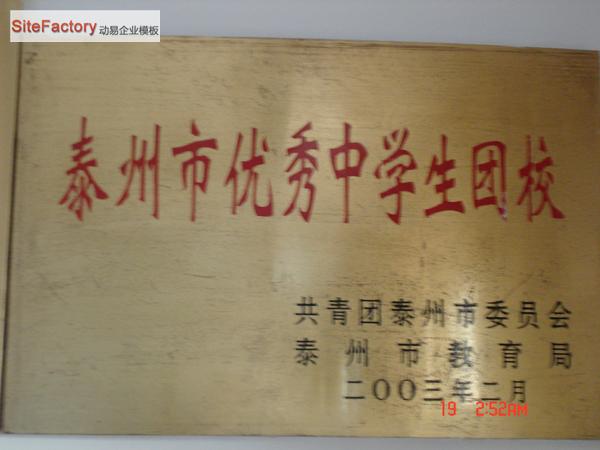 SiteFactory 动易企业模板
泰州市优秀中学生团校
共青团泰州市委员会
泰州市教育局
二〇〇三年二月
19 2:52AM